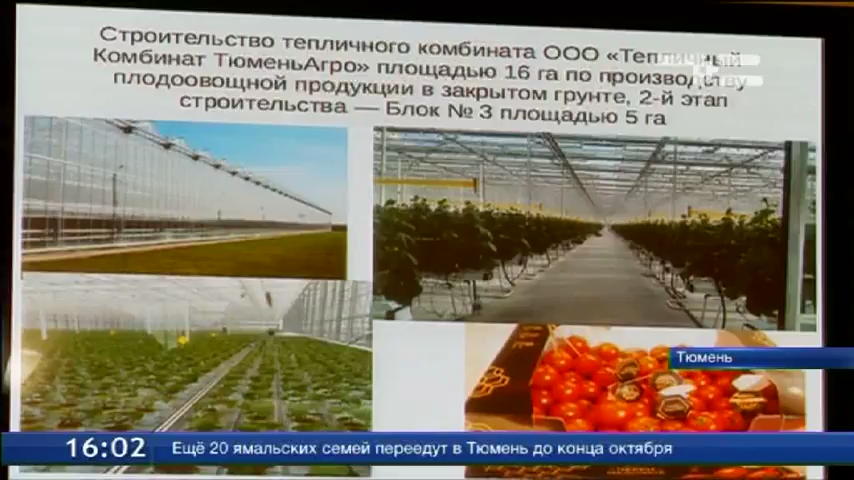 Строительство тепличного комбината ООО «Тепличный
Комбинат ТюменьАгро» площадью 16 га по производству
плодоовощной продукции в закрытом грунте, 2-й этап
строительства — Блок № 3 площадью 5 га
Тюмень
16:02 Ещё 20 ямальских семей переедут в Тюмень до конца октября